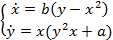 ẋ = b(y − x²)
ẏ = x(y²x + a)